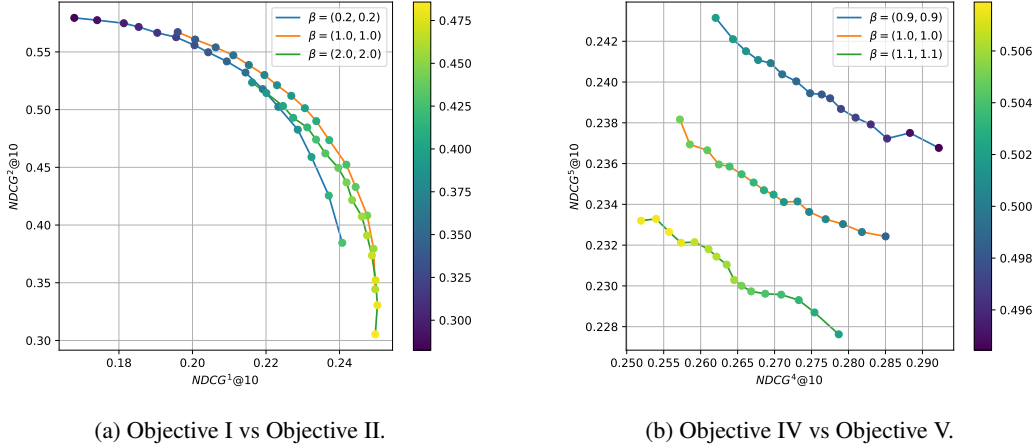 β = (0.2, 0.2)
β = (1.0, 1.0)
β = (2.0, 2.0)
0.55
0.50
0.45
0.40
0.35
0.30
NDCG²@10
0.18
0.20
0.22
0.24
NDCG¹@10
0.475
0.450
0.425
0.400
0.375
0.350
0.325
0.300
β = (0.9, 0.9)
β = (1.0, 1.0)
β = (1.1, 1.1)
0.242
0.240
0.238
0.236
0.234
0.232
0.230
0.228
NDCG⁵@10
0.250 0.255 0.260 0.265 0.270 0.275 0.280 0.285 0.290
NDCG⁴@10
0.506
0.504
0.502
0.500
0.498
0.496
(a) Objective I vs Objective II.
(b) Objective IV vs Objective V.